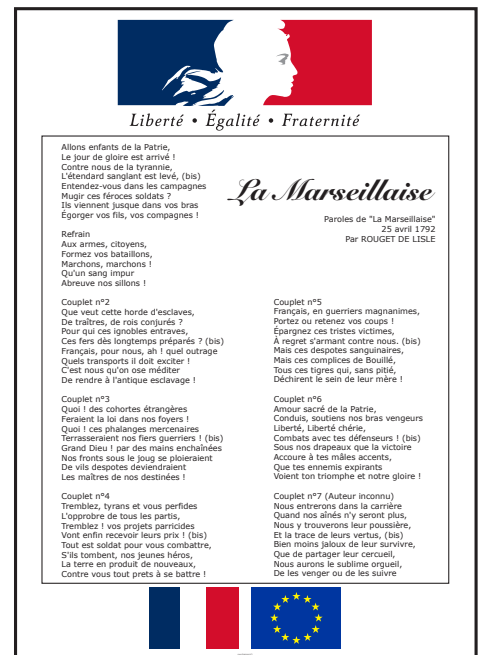 Liberté • Égalité • Fraternité
Allons enfants de la Patrie,
Le jour de gloire est arrivé !
Contre nous de la tyrannie,
L'étendard sanglant est levé, (bis)
Entendez-vous dans les campagnes
Mugir ces féroces soldats ?
Ils viennent jusque dans vos bras
Égorger vos fils, vos compagnes !
La Marseillaise
Paroles de "La Marseillaise"
25 avril 1792
Par ROUGET DE LISLE
Refrain
Aux armes, citoyens,
Formez vos bataillons,
Marchons, marchons !
Qu'un sang impur
Abreuve nos sillons !
Couplet n°2
Que veut cette horde d'esclaves,
De traîtres, de rois conjurés ?
Pour qui ces ignobles entraves,
Ces fers dès longtemps préparés ? (bis)
Français, pour nous, ah ! quel outrage
Quels transports il doit exciter !
C'est nous qu'on ose méditer
De rendre à l'antique esclavage !
Couplet n°3
Quoi ! des cohortes étrangères
Feraient la loi dans nos foyers !
Quoi ! ces phalanges mercenaires
Terrasseraient nos fiers guerriers ! (bis)
Grand Dieu ! par des mains enchaînées
Nos fronts sous le joug se ploieraient
De vils despotes deviendraient
Les maîtres de nos destinées !
Couplet n°4
Tremblez, tyrans et vous perfides
L'opprobre de tous les partis,
Tremblez ! vos projets parricides
Vont enfin recevoir leurs prix ! (bis)
Tout est soldat pour vous combattre,
S'ils tombent, nos jeunes héros,
La terre en produit de nouveaux,
Contre vous tout prets à se battre !
Couplet n°5
Français, en guerriers magnanimes,
Portez ou retenez vos coups !
Épargnez ces tristes victimes,
À regret s'armant contre nous. (bis)
Mais ces despotes sanguinaires,
Mais ces complices de Bouillé,
Tous ces tigres qui, sans pitié,
Déchirent le sein de leur mère !
Couplet n°6
Amour sacré de la Patrie,
Conduis, soutiens nos bras vengeurs
Liberté, Liberté chérie,
Combats avec tes défenseurs ! (bis)
Sous nos drapeaux que la victoire
Accoure à tes mâles accents,
Que tes ennemis expirants
Voient ton triomphe et notre gloire !
Couplet n°7 (Auteur inconnu)
Nous entrerons dans la carrière
Quand nos aînés n'y seront plus,
Nous y trouverons leur poussière,
Et la trace de leurs vertus, (bis)
Bien moins jaloux de leur survivre,
Que de partager leur cercueil,
Nous aurons le sublime orgueil,
De les venger ou de les suivre